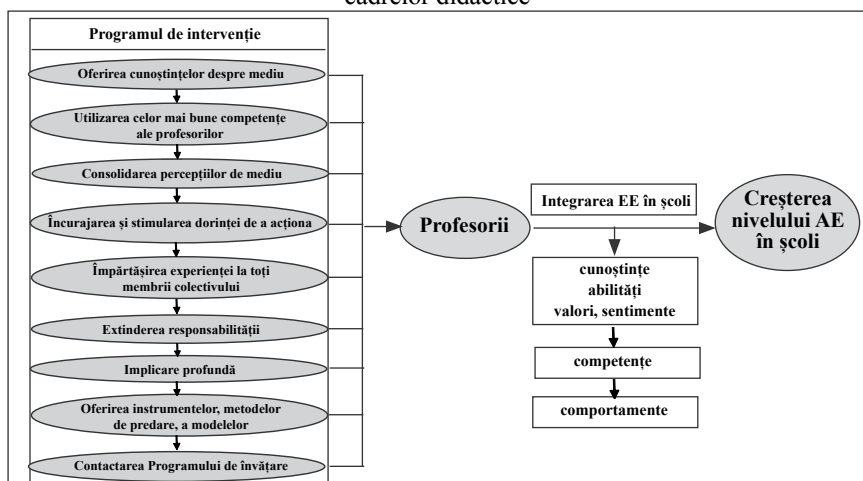 cadrelor didactice
Programul de intervenție
Oferirea cunoștințelor despre mediu
Utilizarea celor mai bune competențe
ale profesorilor
Consolidarea percepțiilor de mediu
Încurajarea și stimularea dorinței de a acționa
Împărtășirea experienței la toți
membrii colectivului
Extinderea responsabilității
Implicare profundă
Oferirea instrumentelor, metodelor
de predare, a modelelor
Contactarea Programului de învățare
Profesorii
Integrarea EE în școli
cunoștințe
abilități
valori, sentimente
competențe
comportamente
Creșterea
nivelului AE
în școli